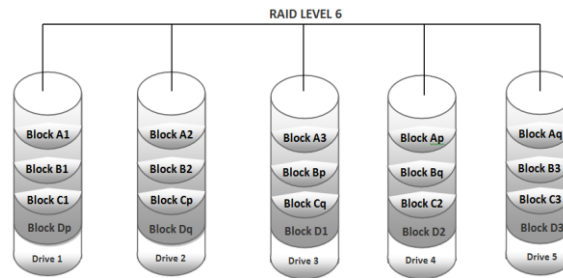 RAID LEVEL 6
Block A1 Block A2 Block A3 Block Ap Block Aq
Block B1 Block B2 Block Bp Block Bq Block B3
Block C1 Block Cp Block Cq Block C2 Block C3
Block Dp Block Dq Block D1 Block D2 Block D3
Drive 1 Drive 2 Drive 3 Drive 4 Drive 5